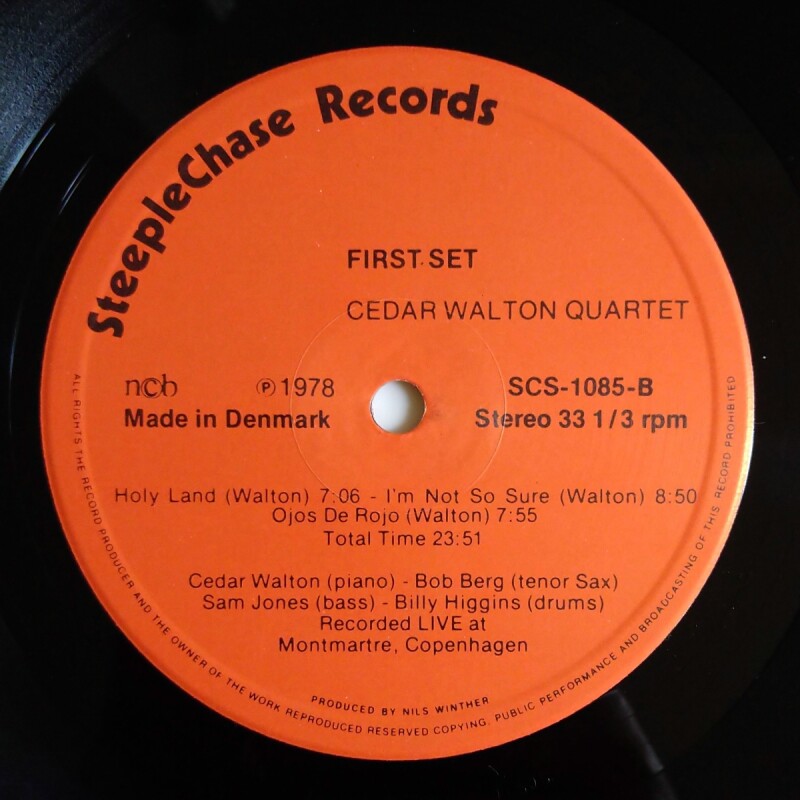 SteepleChase Records
FIRST SET
CEDAR WALTON QUARTET
ncb ℗ 1978 SCS-1085-B
Made in Denmark Stereo 33 1/3 rpm
Holy Land (Walton) 7:06 - I'm Not So Sure (Walton) 8:50
Ojos De Rojo (Walton) 7:55
Total Time 23:51
Cedar Walton (piano) - Bob Berg (tenor Sax)
Sam Jones (bass) - Billy Higgins (drums)
Recorded LIVE at
Montmartre, Copenhagen
PRODUCED BY NILS WINTHER
ALL RIGHTS THE RECORD PRODUCER AND THE OWNER OF THE WORK REPRODUCED RESERVED COPYING, PUBLIC PERFORMANCE AND BROADCASTING OF THIS RECORD PROHIBITED